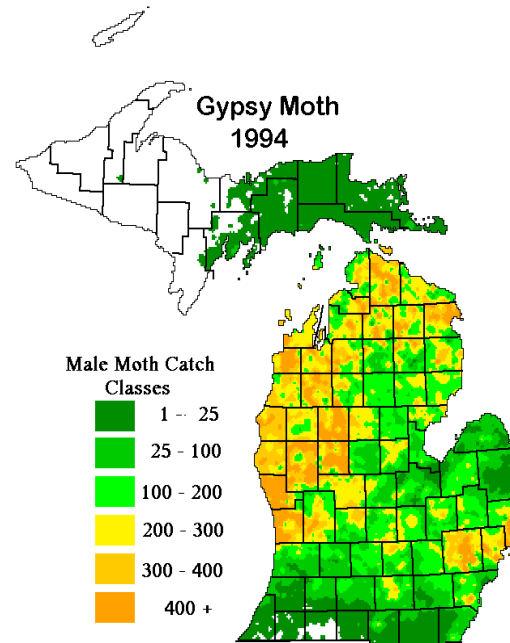 Gypsy Moth
1994
Male Moth Catch
Classes
1 - 25
25 - 100
100 - 200
200 - 300
300 - 400
400 +